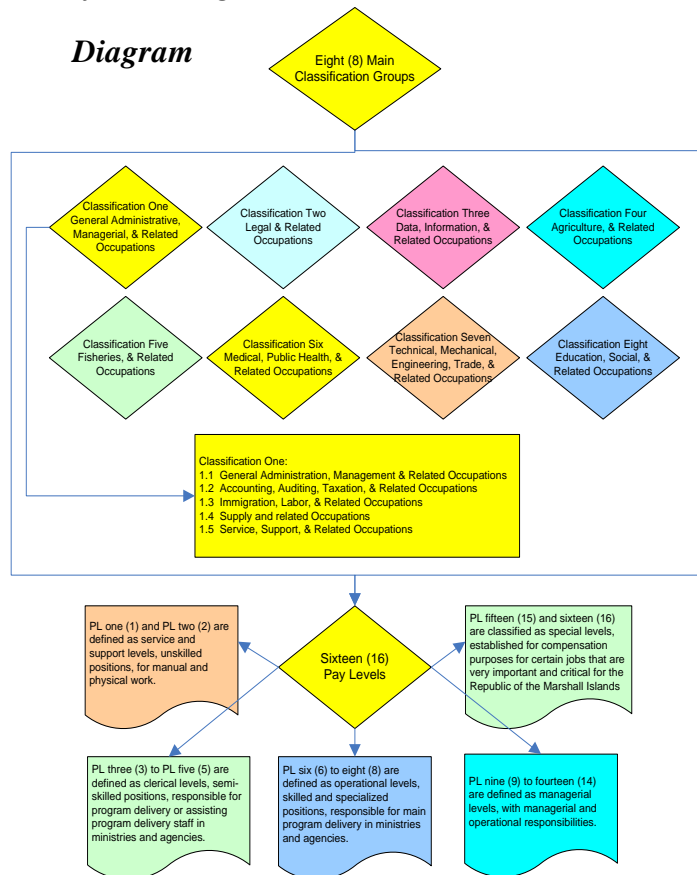 Diagram
Eight (8) Main
Classification Groups
Classification One
General Administrative,
Managerial, & Related
Occupations
Classification Two
Legal & Related
Occupations
Classification Three
Data, Information, &
Related Occupations
Classification Four
Agriculture, & Related
Occupations
Classification Five
Fisheries, & Related
Occupations
Classification Six
Medical, Public Health, &
Related Occupations
Classification Seven
Technical, Mechanical,
Engineering, Trade, &
Related Occupations
Classification Eight
Education, Social, &
Related Occupations
Classification One:
1.1 General Administration, Management & Related Occupations
1.2 Accounting, Auditing, Taxation, & Related Occupations
1.3 Immigration, Labor, & Related Occupations
1.4 Supply and related Occupations
1.5 Service, Support, & Related Occupations
PL one (1) and PL two (2) are
defined as service and
support levels, unskilled
positions, for manual and
physical work.
Sixteen (16)
Pay Levels
PL fifteen (15) and sixteen (16)
are classified as special levels,
established for compensation
purposes for certain jobs that are
very important and critical for the
Republic of the Marshall Islands
PL three (3) to PL five (5) are
defined as clerical levels, semi-
skilled positions, responsible for
program delivery or assisting
program delivery staff in
ministries and agencies.
PL six (6) to eight (8) are
defined as operational levels,
skilled and specialized
positions, responsible for main
program delivery in ministries
and agencies.
PL nine (9) to fourteen (14)
are defined as managerial
levels, with managerial and
operational responsibilities.